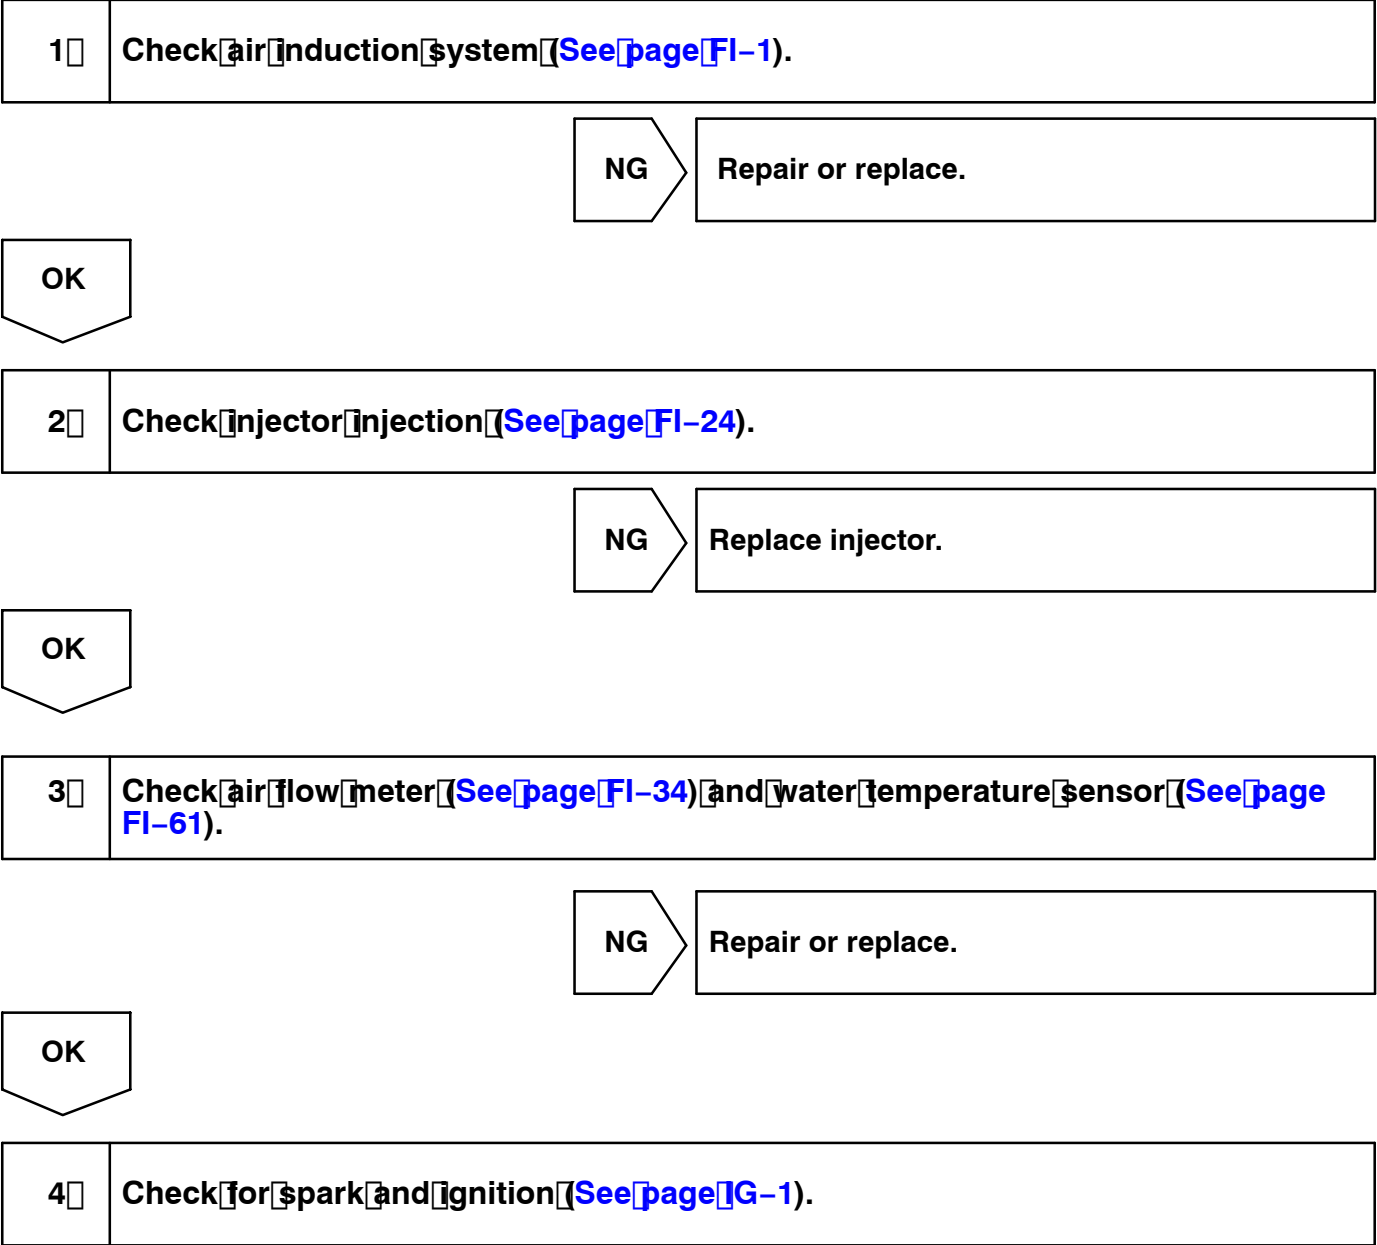 1 Check air induction system (See page FI–1).
NG Repair or replace.
OK
2 Check injector injection (See page FI–24).
NG Replace injector.
OK
3 Check air flow meter (See page FI–34) and water temperature sensor (See page
FI–61).
NG Repair or replace.
OK
4 Check for spark and ignition (See page IG–1).